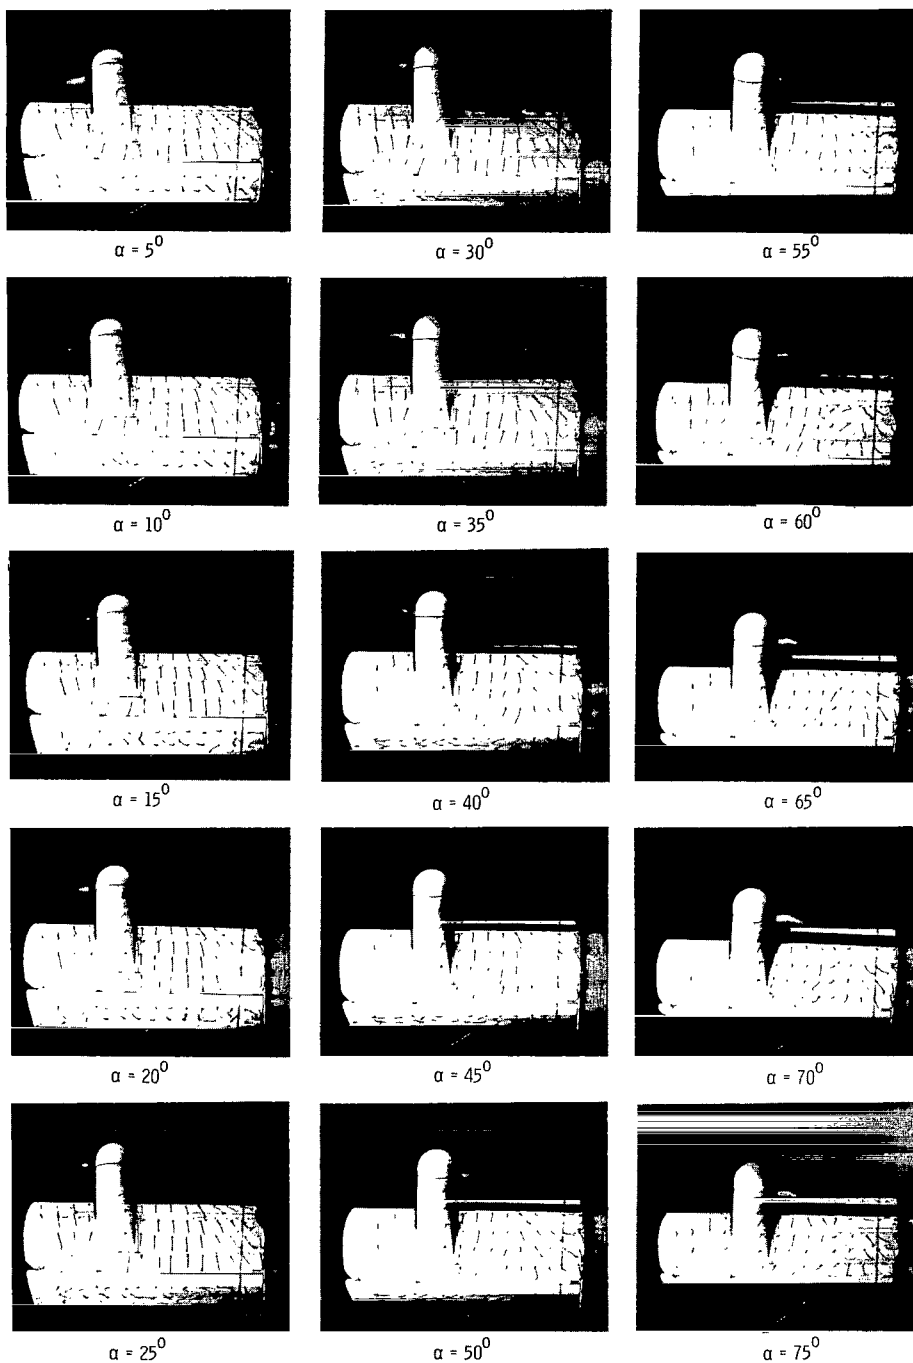 α = 5⁰
α = 30⁰
α = 55⁰
α = 10⁰
α = 35⁰
α = 60⁰
α = 15⁰
α = 40⁰
α = 65⁰
α = 20⁰
α = 45⁰
α = 70⁰
α = 25⁰
α = 50⁰
α = 75⁰